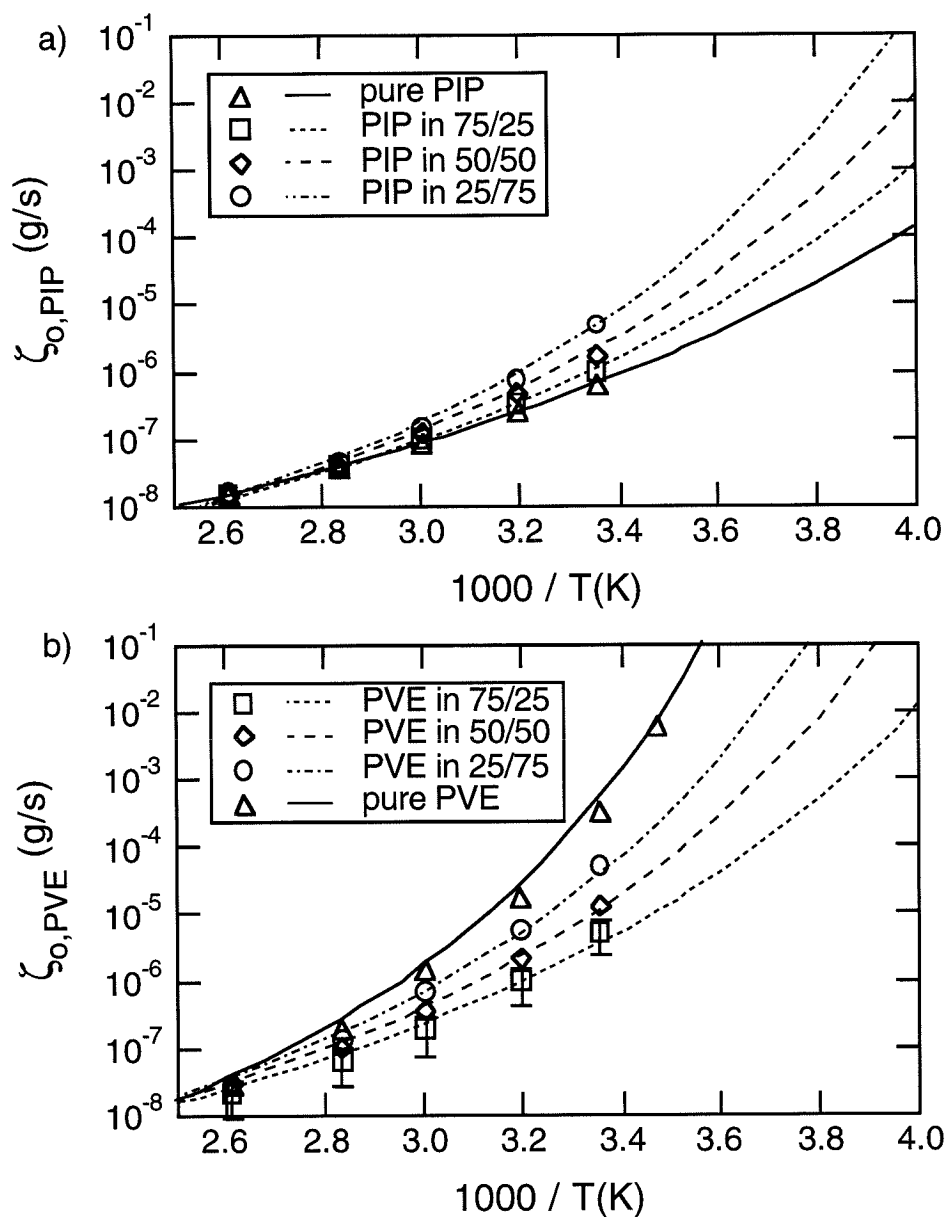 a)
10⁻¹
10⁻²
10⁻³
10⁻⁴
10⁻⁵
10⁻⁶
10⁻⁷
10⁻⁸
ζo,PIP (g/s)
pure PIP
PIP in 75/25
PIP in 50/50
PIP in 25/75
2.6 2.8 3.0 3.2 3.4 3.6 3.8 4.0
1000 / T(K)
b)
10⁻¹
10⁻²
10⁻³
10⁻⁴
10⁻⁵
10⁻⁶
10⁻⁷
10⁻⁸
ζo,PVE (g/s)
PVE in 75/25
PVE in 50/50
PVE in 25/75
pure PVE
2.6 2.8 3.0 3.2 3.4 3.6 3.8 4.0
1000 / T(K)